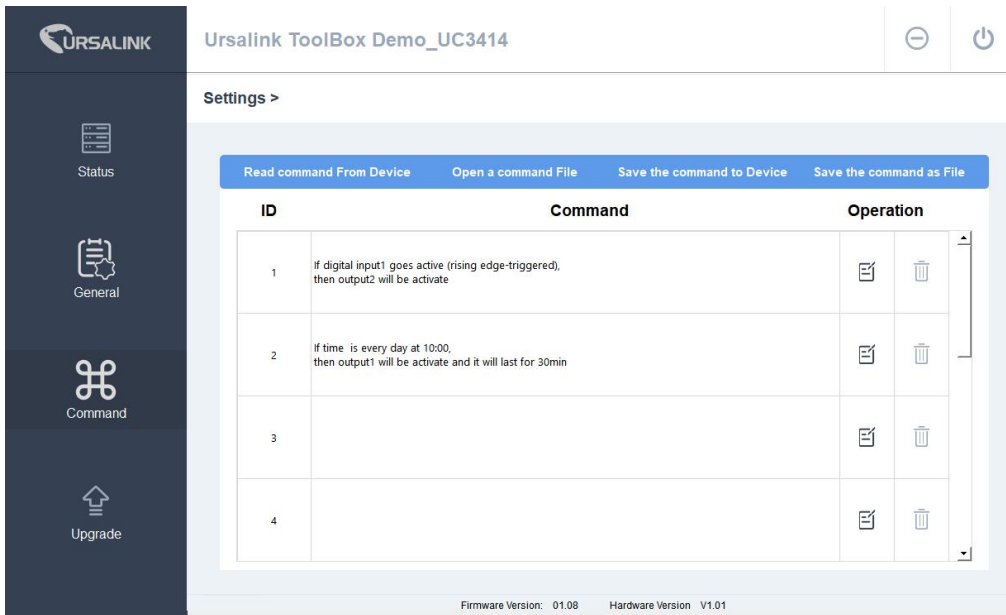 URSALINK
Ursalink ToolBox Demo_UC3414
Settings >
Status
General
Command
Upgrade
Read command From Device Open a command File Save the command to Device Save the command as File
ID Command Operation
1 If digital input1 goes active (rising edge-triggered),
then output2 will be activate
2 If time is every day at 10:00,
then output1 will be activate and it will last for 30min
3
4
Firmware Version: 01.08 Hardware Version V1.01